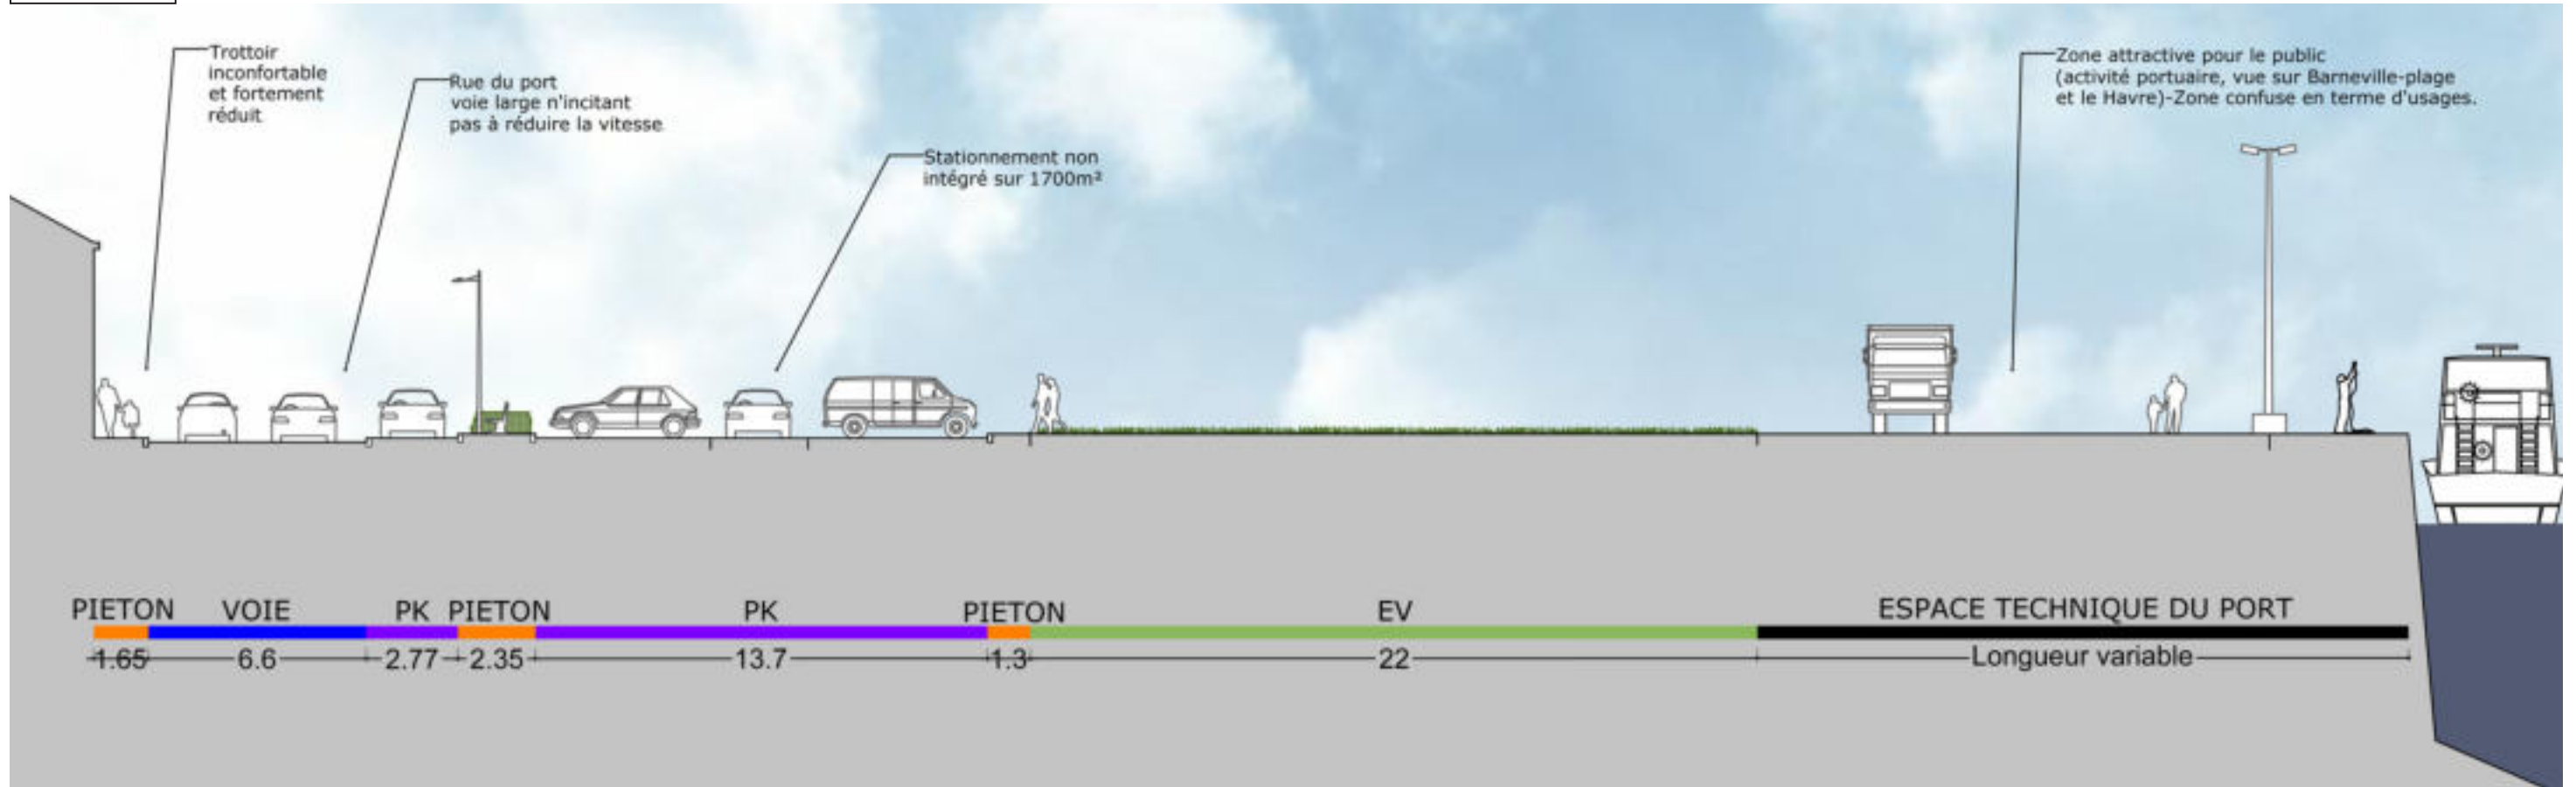 Trottoir
inconfortable
et fortement
réduit
Rue du port
voie large n'incitant
pas à réduire la vitesse
Stationnement non
intégré sur 1700m²
Zone attractive pour le public
(activité portuaire, vue sur Barneville-plage
et le Havre)-Zone confuse en terme d'usages.
PIETON VOIE PK PIETON PK PIETON EV ESPACE TECHNIQUE DU PORT
1.65 6.6 2.77 2.35 13.7 1.3 22 Longueur variable